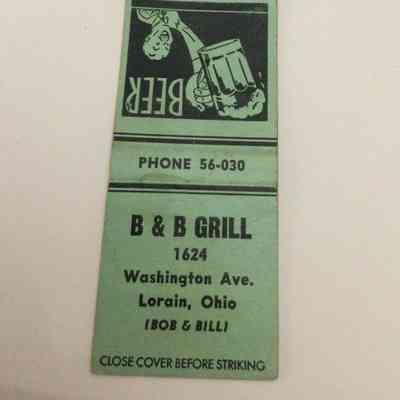 BEER
PHONE 56-030
B & B GRILL
1624
Washington Ave.
Lorain, Ohio
(BOB & BILL)
CLOSE COVER BEFORE STRIKING